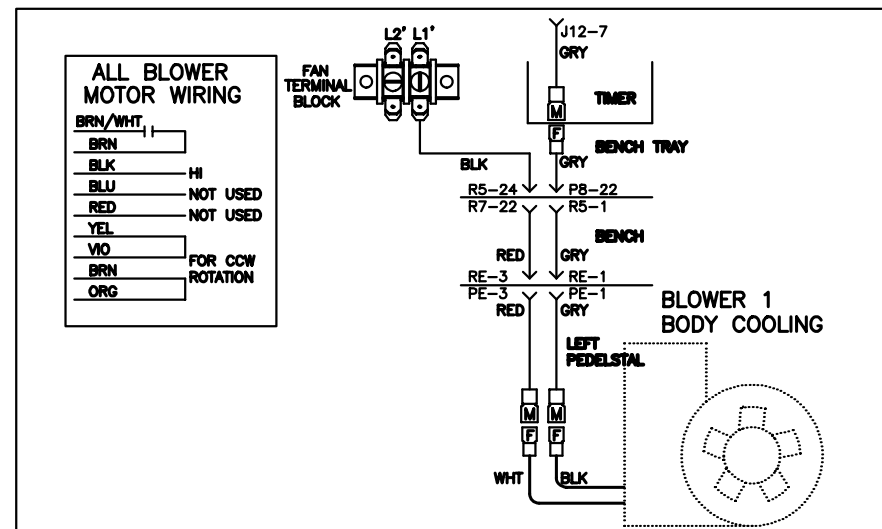 ALL BLOWER
MOTOR WIRING
BRN/WHT
BRN
BLK
HI
BLU
NOT USED
RED
NOT USED
YEL
VIO
FOR CCW
ROTATION
BRN
ORG
L2' L1'
FAN
TERMINAL
BLOCK
J12-7
GRY
TIMER
M
F
BENCH TRAY
BLK
GRY
R5-24
P8-22
R7-22
R5-1
BENCH
RED
GRY
RE-3
RE-1
PE-3
PE-1
RED
GRY
BLOWER 1
BODY COOLING
LEFT
PEDELSTAL
M
M
F
F
WHT
BLK